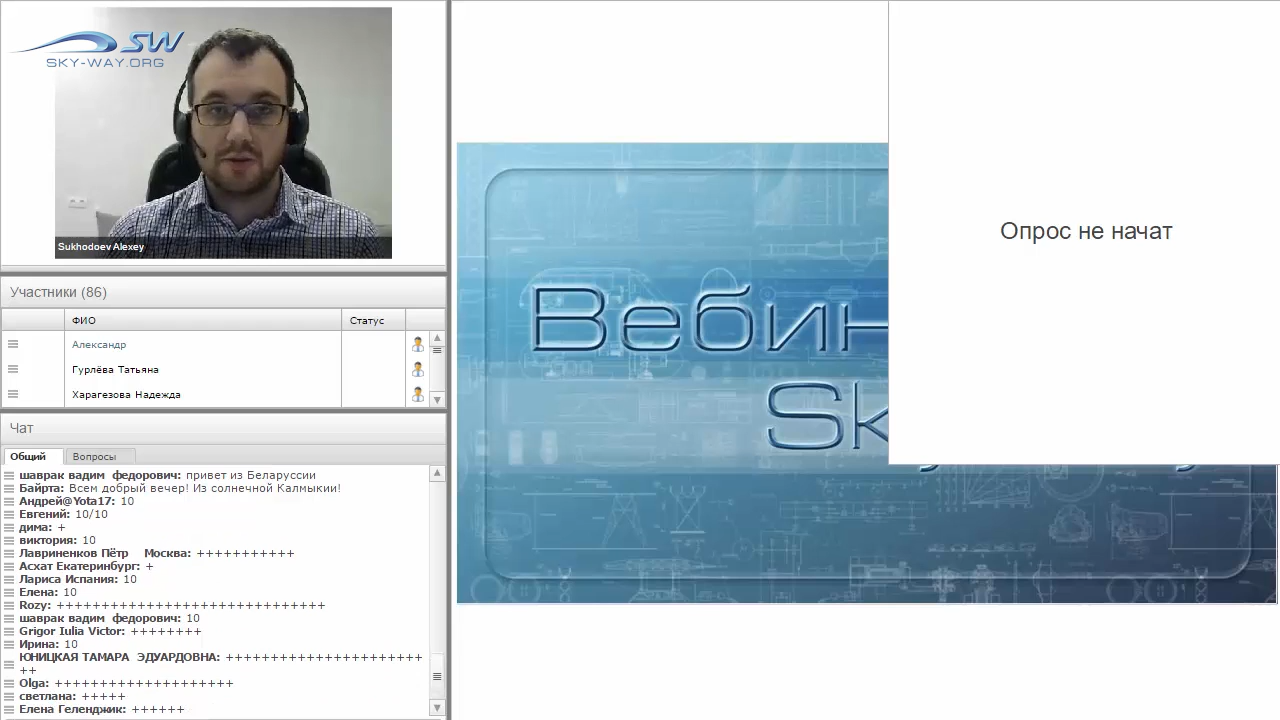 SW
SKY-WAY.ORG
Sukhodoev Alexey
Участники (86)
ФИО
Статус
Александр
Гурлёва Татьяна
Харагезова Надежда
Чат
Общий
Вопросы
шаврак вадим федорович: привет из Беларуссии
Байрта: Всем добрый вечер! Из солнечной Калмыкии!
Андрей@Yota17: 10
Евгений: 10/10
дима: +
виктория: 10
Лавриненков Пётр Москва: +++++++++++
Асхат Екатеринбург: +
Лариса Испания: 10
Елена: 10
Rozy: ++++++++++++++++++++++++++++++
шаврак вадим федорович: 10
Grigor Iulia Victor: ++++++++
Ирина: 10
ЮНИЦКАЯ ТАМАРА ЭДУАРДОВНА: ++++++++++++++++++++++
++
Olga: ++++++++++++++++++++
светлана: +++++
Елена Геленджик: ++++++
Вебин
Sk
Опрос не начат